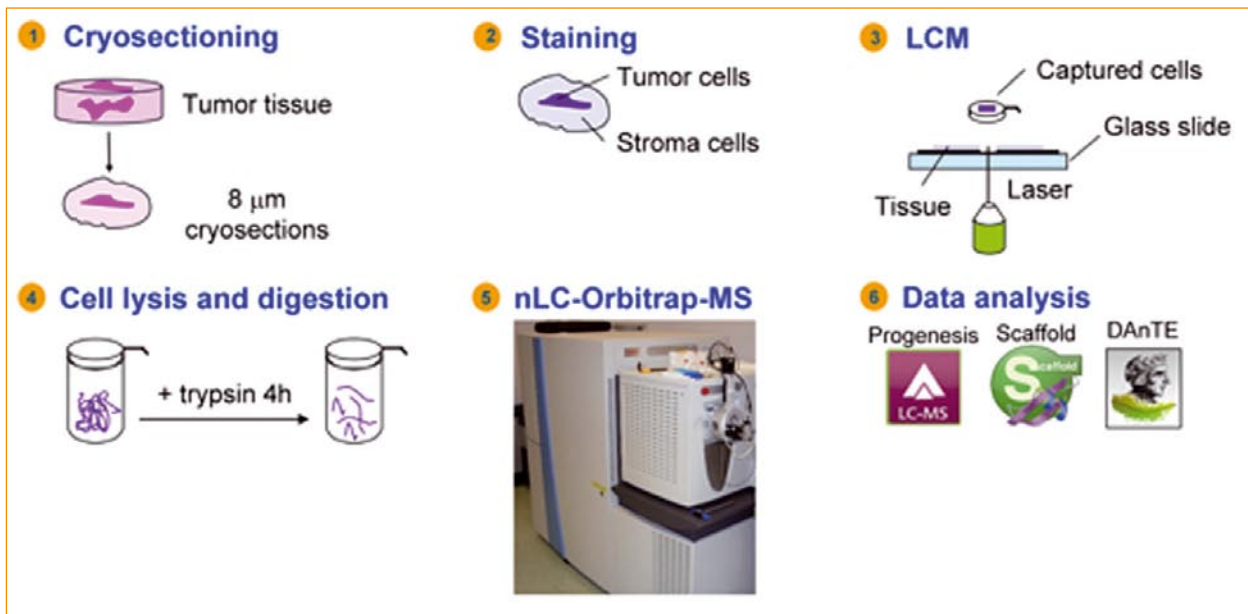 1 Cryosectioning
Tumor tissue
8 μm
cryosections
2 Staining
Tumor cells
Stroma cells
3 LCM
Captured cells
Glass slide
Tissue
Laser
4 Cell lysis and digestion
+ trypsin 4h
5 nLC-Orbitrap-MS
6 Data analysis
Progenesis
LC-MS
Scaffold
Scaffold
DAnTE